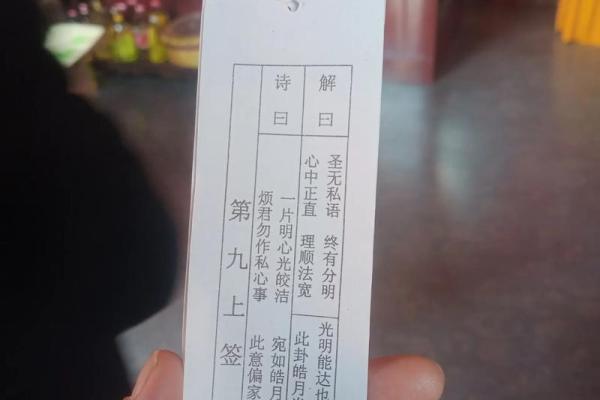 第九上签
诗曰
烦君勿作私心事 此意偏家
一片明心光皎洁 宛如皓月
解曰
心中正直 理顺法宽
圣无私语 终有分明
此卦皓月
光明能达也